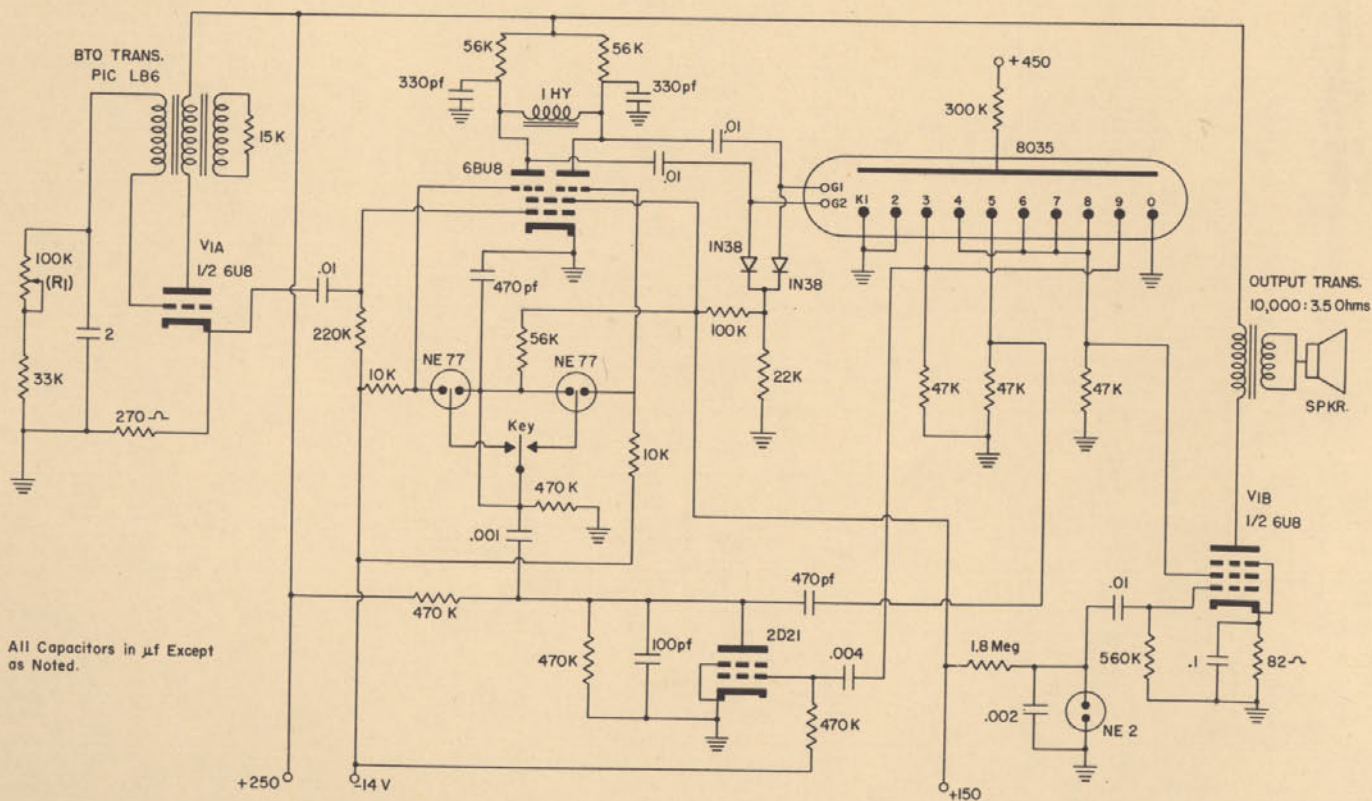 BTO TRANS.
PIC LB6
15K
100K
(R1)
33K
2
270 Ω
V1A
1/2 6U8
.01
220K
10K
56K
56K
330pf
330pf
1 HY
6BU8
.01
.01
470pf
56K
NE 77
NE 77
Key
10K
470K
.001
1N38
1N38
100K
22K
+450
300K
8035
G1
G2
K1 2 3 4 5 6 7 8 9 0
47K
47K
47K
OUTPUT TRANS.
10,000 : 3.5 Ohms
SPKR.
V1B
1/2 6U8
470 K
470K
100pf
2D21
470pf
.004
470K
1.8 Meg
.002
NE 2
.01
560K
.1
82 Ω
All Capacitors in µf Except
as Noted.
+250
-14 V
+150